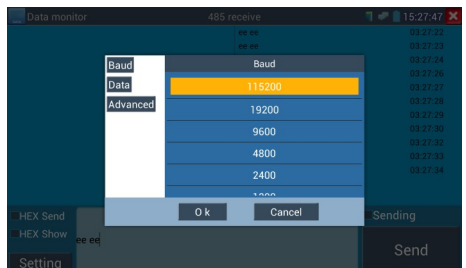 Data monitor 485 receive 15:27:47
ee ee 03:27:22
ee ee 03:27:23
03:27:24
03:27:26
03:27:27
03:27:28
03:27:29
03:27:30
03:27:32
03:27:33
03:27:34
Baud
Data
Advanced
Baud
115200
19200
9600
4800
2400
Ok Cancel
HEX Send
HEX Show
ee ee
Setting
Sending
Send